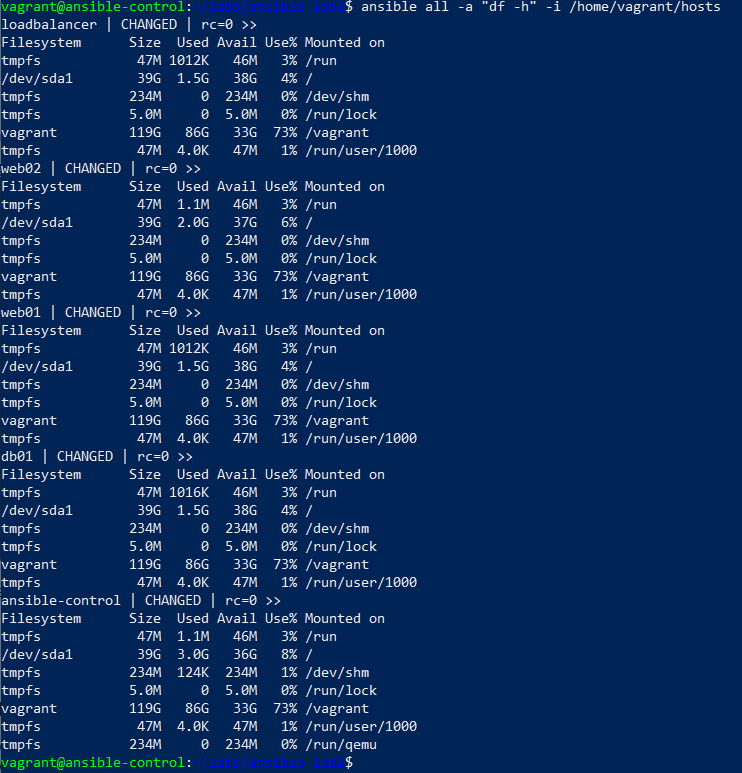 vagrant@ansible-control:~/labs/ansible-lab2$ ansible all -a "df -h" -i /home/vagrant/hosts
loadbalancer | CHANGED | rc=0 >>
Filesystem      Size  Used Avail Use% Mounted on
tmpfs            47M 1012K   46M   3% /run
/dev/sda1        39G  1.5G   38G   4% /
tmpfs           234M     0  234M   0% /dev/shm
tmpfs           5.0M     0  5.0M   0% /run/lock
vagrant         119G   86G   33G  73% /vagrant
tmpfs            47M  4.0K   47M   1% /run/user/1000
web02 | CHANGED | rc=0 >>
Filesystem      Size  Used Avail Use% Mounted on
tmpfs            47M  1.1M   46M   3% /run
/dev/sda1        39G  2.0G   37G   6% /
tmpfs           234M     0  234M   0% /dev/shm
tmpfs           5.0M     0  5.0M   0% /run/lock
vagrant         119G   86G   33G  73% /vagrant
tmpfs            47M  4.0K   47M   1% /run/user/1000
web01 | CHANGED | rc=0 >>
Filesystem      Size  Used Avail Use% Mounted on
tmpfs            47M 1012K   46M   3% /run
/dev/sda1        39G  1.5G   38G   4% /
tmpfs           234M     0  234M   0% /dev/shm
tmpfs           5.0M     0  5.0M   0% /run/lock
vagrant         119G   86G   33G  73% /vagrant
tmpfs            47M  4.0K   47M   1% /run/user/1000
db01 | CHANGED | rc=0 >>
Filesystem      Size  Used Avail Use% Mounted on
tmpfs            47M 1016K   46M   3% /run
/dev/sda1        39G  1.5G   38G   4% /
tmpfs           234M     0  234M   0% /dev/shm
tmpfs           5.0M     0  5.0M   0% /run/lock
vagrant         119G   86G   33G  73% /vagrant
tmpfs            47M  4.0K   47M   1% /run/user/1000
ansible-control | CHANGED | rc=0 >>
Filesystem      Size  Used Avail Use% Mounted on
tmpfs            47M  1.1M   46M   3% /run
/dev/sda1        39G  3.0G   36G   8% /
tmpfs           234M  124K  234M   1% /dev/shm
tmpfs           5.0M     0  5.0M   0% /run/lock
vagrant         119G   86G   33G  73% /vagrant
tmpfs            47M  4.0K   47M   1% /run/user/1000
tmpfs           234M     0  234M   0% /run/qemu
vagrant@ansible-control:~/labs/ansible-lab2$